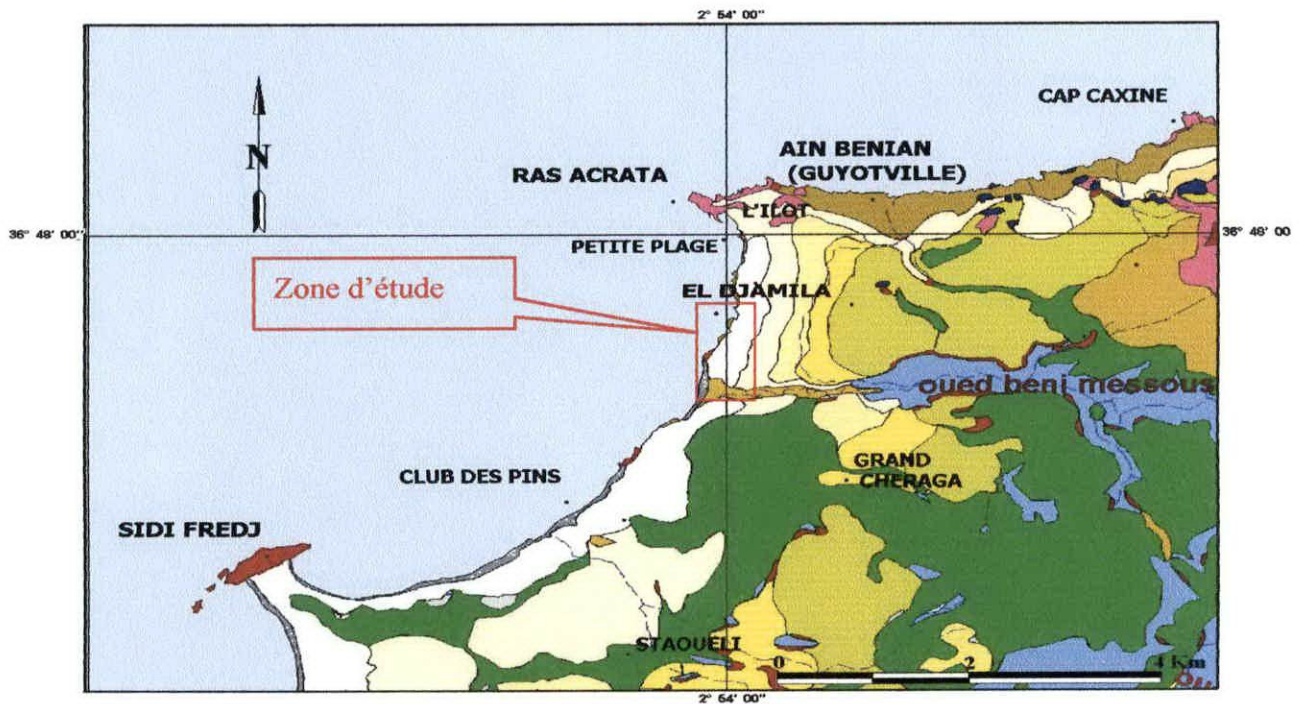 2° 54' 00"
CAP CAXINE
AIN BENIAN
(GUYOTVILLE)
N
RAS ACRATA
L'ILOT
36° 48' 00"
36° 48' 00
PETITE PLAGE
Zone d'étude
EL DJAMILA
oued beni messous
GRAND
CHERAGA
CLUB DES PINS
SIDI FREDJ
STAOUELI
0 2 4 Km
2° 54' 00"